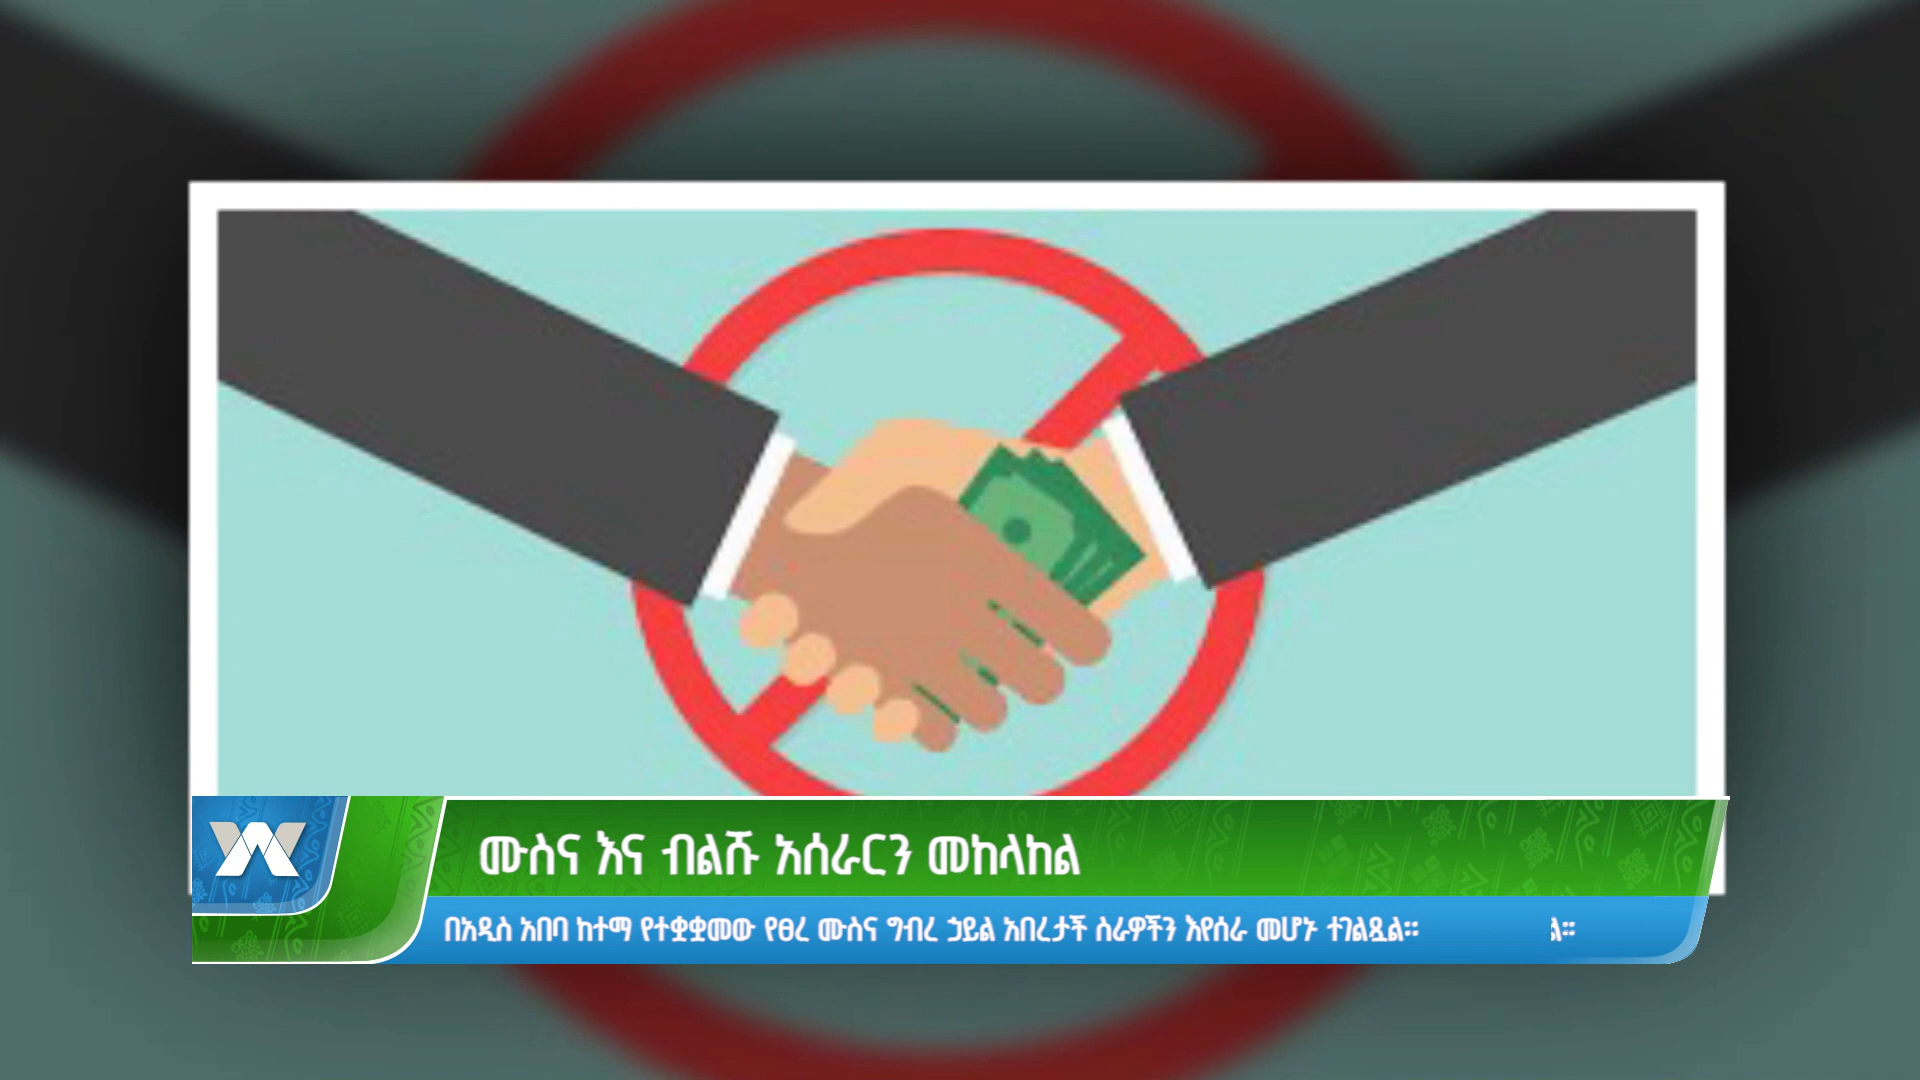 ሙስና እና ብልሹ አሰራርን መከላከል
በአዲስ አበባ ከተማ የተቋቋመው የፀረ ሙስና ግብረ ኃይል አበረታች ስራዎችን እየሰራ መሆኑ ተገልጿል። ል።